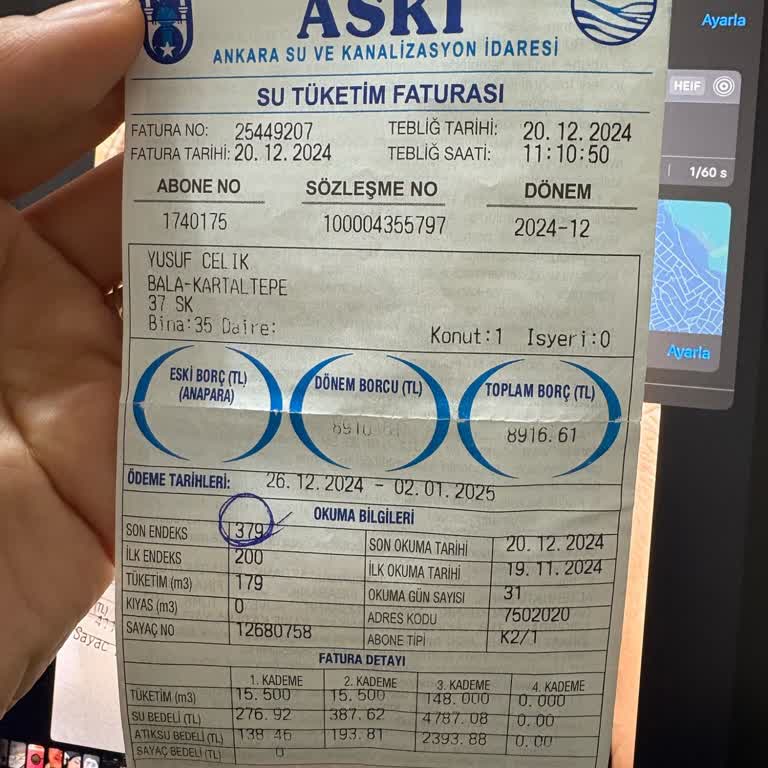 Ayarla
ASKİ
ANKARA SU VE KANALİZASYON İDARESİ
HEIF
SU TÜKETİM FATURASI
FATURA NO: 25449207 TEBLİĞ TARİHİ: 20.12.2024
FATURA TARİHİ: 20.12.2024 TEBLİĞ SAATİ: 11:10:50
1/60 s
ABONE NO SÖZLEŞME NO DÖNEM
1740175 100004355797 2024-12
YUSUF CELIK
BALA-KARTALTEPE
37 SK
Bina:35 Daire: Konut:1 Isyeri:0
Ayarla
ESKİ BORÇ (TL) DÖNEM BORCU (TL) TOPLAM BORÇ (TL)
(ANAPARA)
8916.61
ÖDEME TARİHLERİ: 26.12.2024 - 02.01.2025
OKUMA BİLGİLERİ
SON ENDEKS 379 SON OKUMA TARİHİ 20.12.2024
İLK ENDEKS 200 İLK OKUMA TARİHİ 19.11.2024
TÜKETİM (m3) 179 OKUMA GÜN SAYISI 31
KIYAS (m3) 0 ADRES KODU 7502020
SAYAÇ NO 12680758 ABONE TİPİ K2/1
FATURA DETAYI
1. KADEME 2. KADEME 3. KADEME 4. KADEME
TÜKETİM (m3) 15.500 15.500 148.000 0.000
SU BEDELİ (TL) 276.92 387.62 4787.08 0.00
ATIKSU BEDELİ (TL) 138.46 193.81 2393.88 0.00
SAYAÇ BEDELİ (TL) 0
Sayac